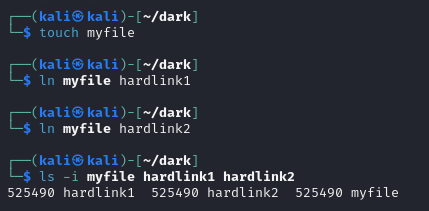 ┌──(kali㉿kali)-[~/dark]
└─$ touch myfile
┌──(kali㉿kali)-[~/dark]
└─$ ln myfile hardlink1
┌──(kali㉿kali)-[~/dark]
└─$ ln myfile hardlink2
┌──(kali㉿kali)-[~/dark]
└─$ ls -i myfile hardlink1 hardlink2
525490 hardlink1  525490 hardlink2  525490 myfile